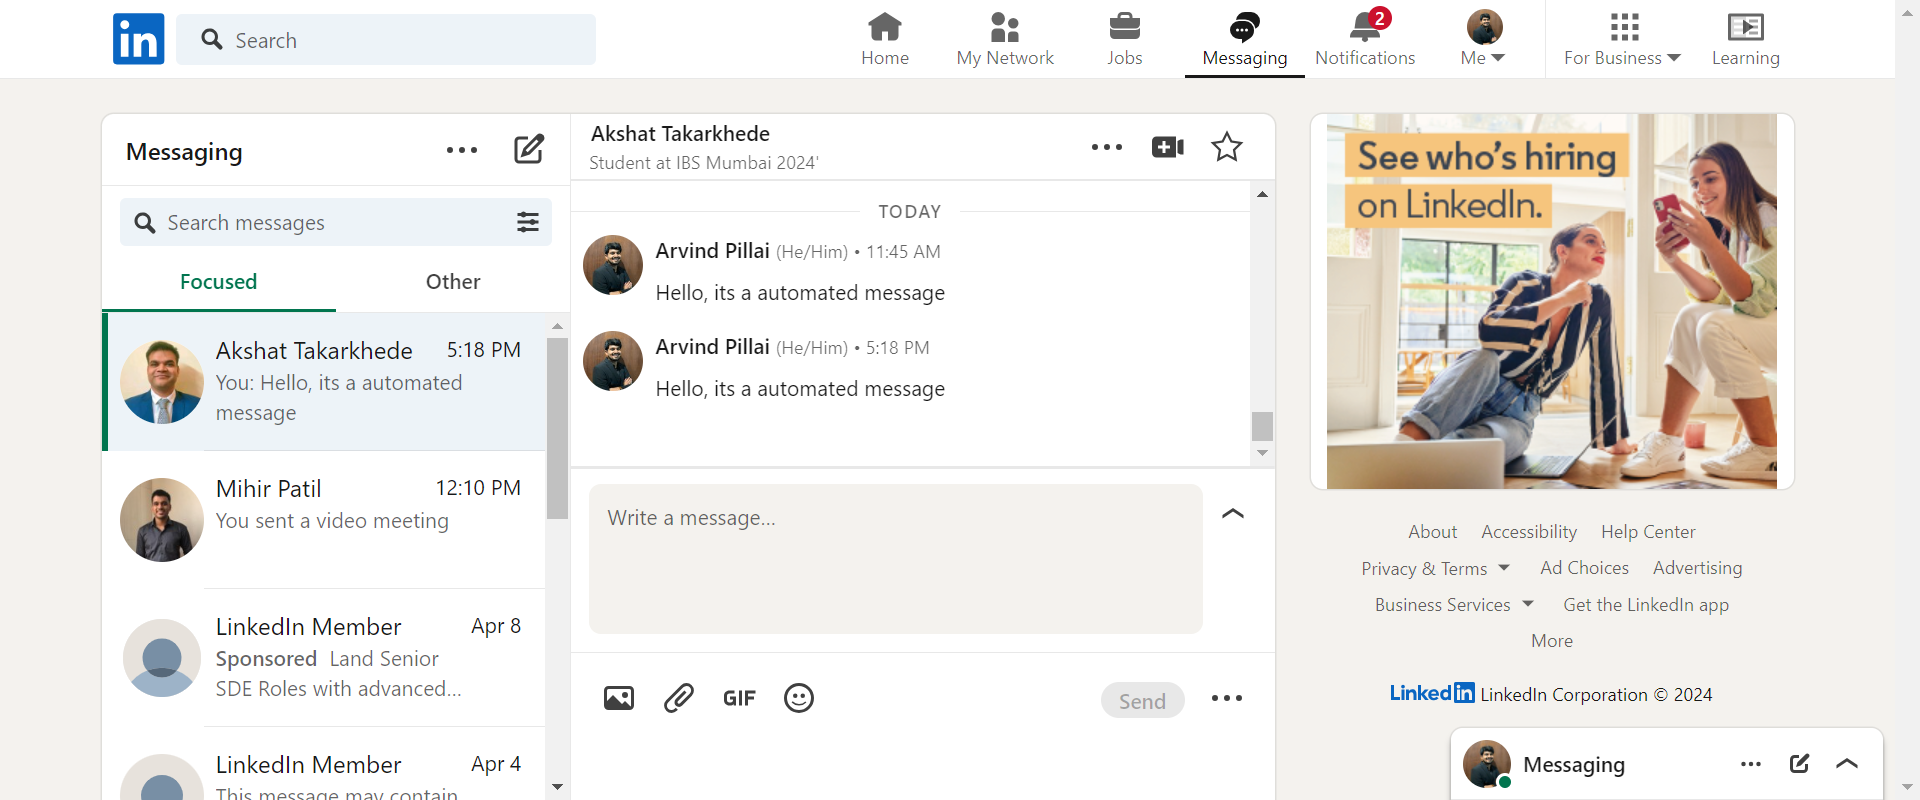 in
Search
Home
My Network
Jobs
Messaging
2
Notifications
Me
For Business
Learning
Messaging
Search messages
Focused
Other
Akshat Takarkhede 5:18 PM
You: Hello, its a automated
message
Mihir Patil 12:10 PM
You sent a video meeting
LinkedIn Member Apr 8
Sponsored Land Senior
SDE Roles with advanced...
LinkedIn Member Apr 4
This message may contain
Akshat Takarkhede
Student at IBS Mumbai 2024'
TODAY
Arvind Pillai (He/Him) • 11:45 AM
Hello, its a automated message
Arvind Pillai (He/Him) • 5:18 PM
Hello, its a automated message
Write a message...
GIF
Send
See who's hiring
on LinkedIn.
About Accessibility Help Center
Privacy & Terms Ad Choices Advertising
Business Services Get the LinkedIn app
More
LinkedIn LinkedIn Corporation © 2024
Messaging